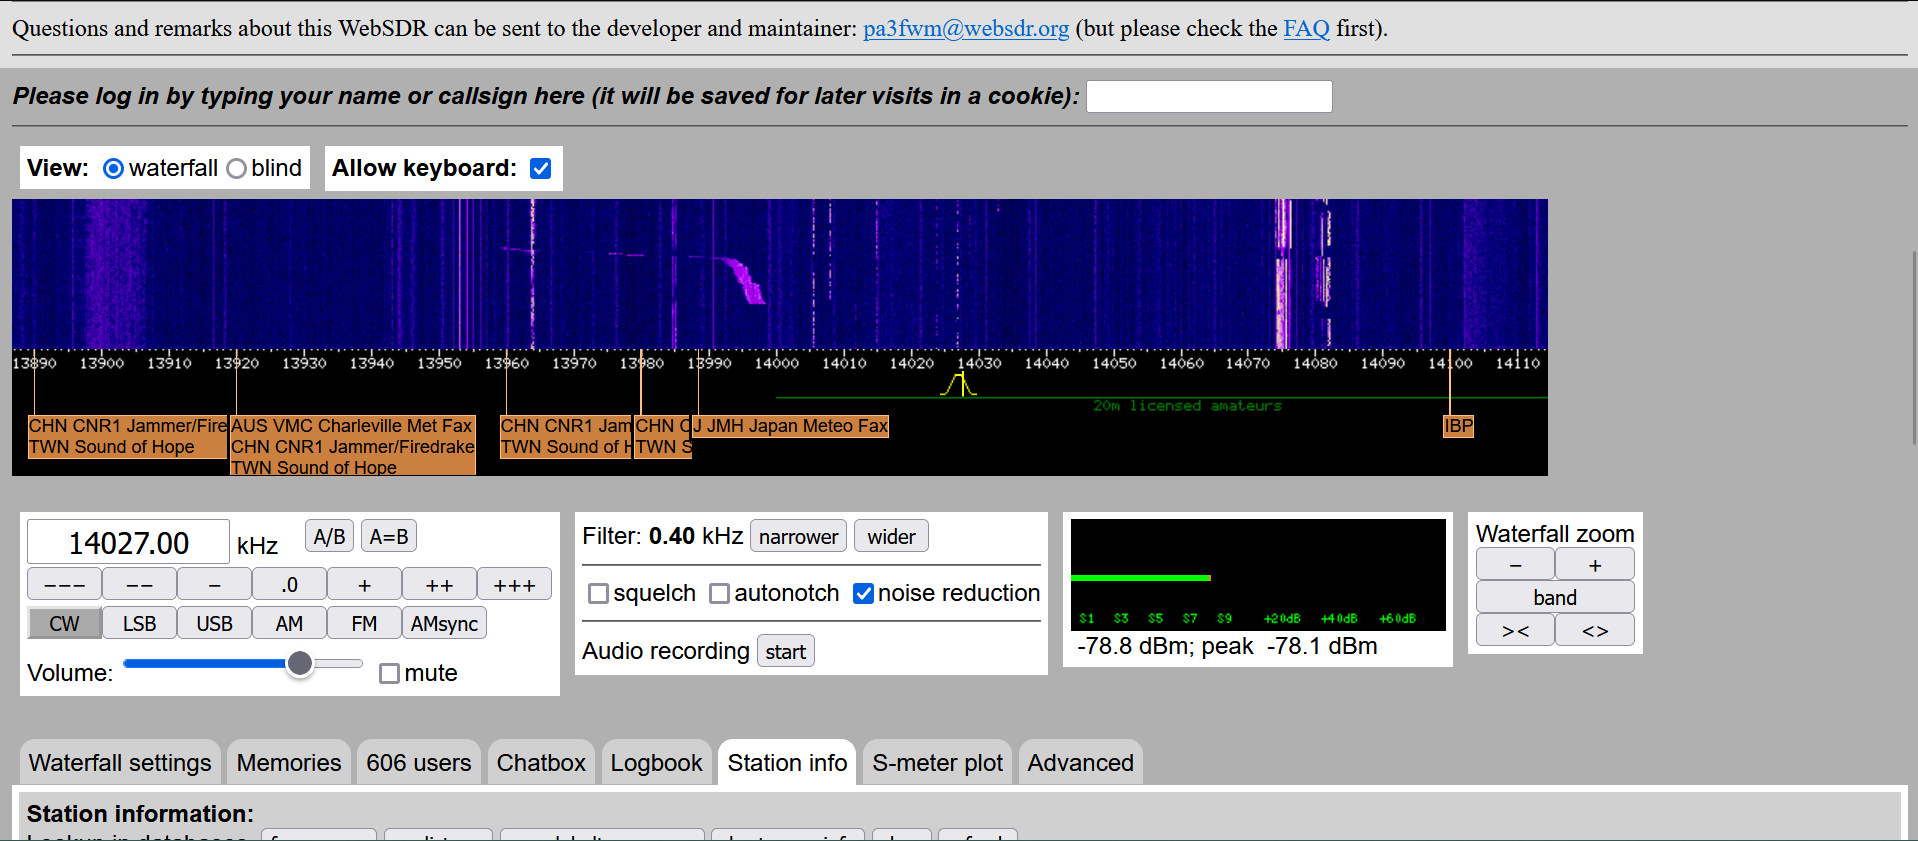 Questions and remarks about this WebSDR can be sent to the developer and maintainer: pa3fwm@websdr.org (but please check the FAQ first).
Please log in by typing your name or callsign here (it will be saved for later visits in a cookie):
View: waterfall blind Allow keyboard:
13890 13900 13910 13920 13930 13940 13950 13960 13970 13980 13990 14000 14010 14020 14030 14040 14050 14060 14070 14080 14090 14100 14110
20m licensed amateurs
CHN CNR1 Jammer/Fire AUS VMC Charleville Met Fax CHN CNR1 Jam CHN C J JMH Japan Meteo Fax IBP
TWN Sound of Hope CHN CNR1 Jammer/Firedrake TWN Sound of H TWN S
TWN Sound of Hope
14027.00 kHz A/B A=B
--- -- - .0 + ++ +++
CW LSB USB AM FM AMsync
Volume: mute
Filter: 0.40 kHz narrower wider
squelch autonotch noise reduction
Audio recording start
S1 S3 S5 S7 S9 +20dB +40dB +60dB
-78.8 dBm; peak -78.1 dBm
Waterfall zoom
- +
band
>< <>
Waterfall settings Memories 606 users Chatbox Logbook Station info S-meter plot Advanced
Station information: